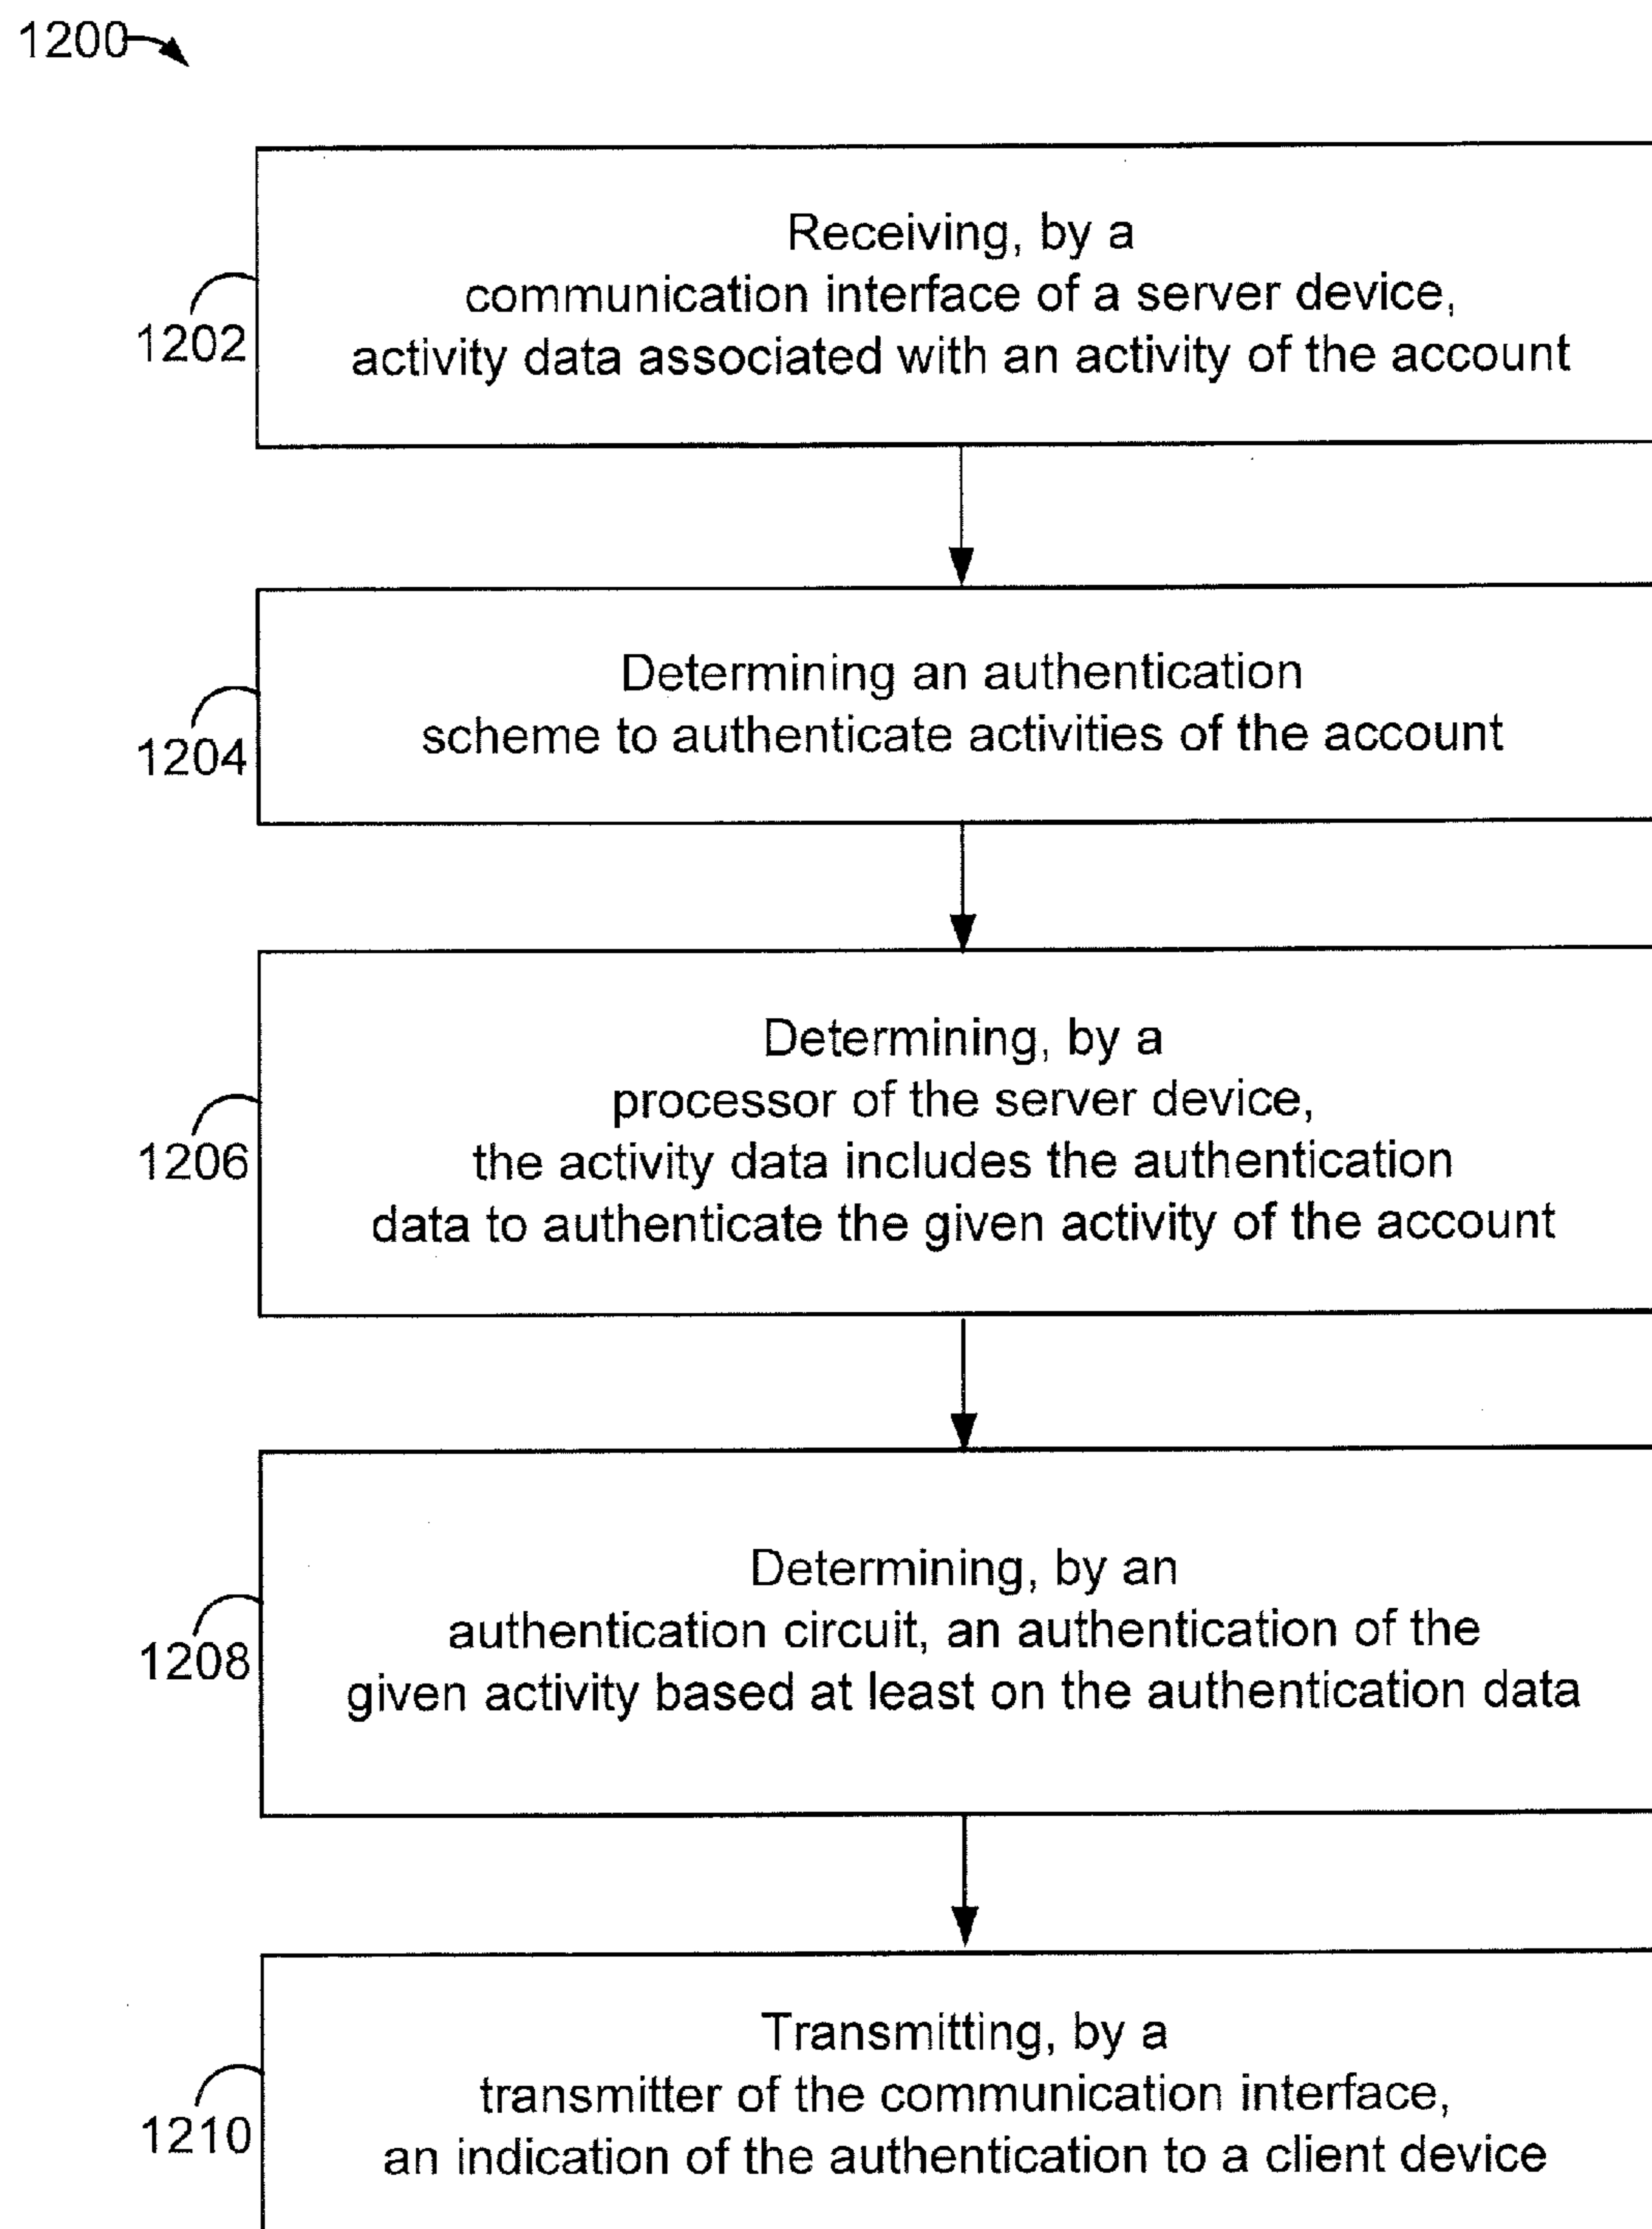 1200
Receiving, by a
communication interface of a server device,
activity data associated with an activity of the account
1202
Determining an authentication
scheme to authenticate activities of the account
1204
Determining, by a
processor of the server device,
the activity data includes the authentication
data to authenticate the given activity of the account
1206
Determining, by an
authentication circuit, an authentication of the
given activity based at least on the authentication data
1208
Transmitting, by a
transmitter of the communication interface,
an indication of the authentication to a client device
1210